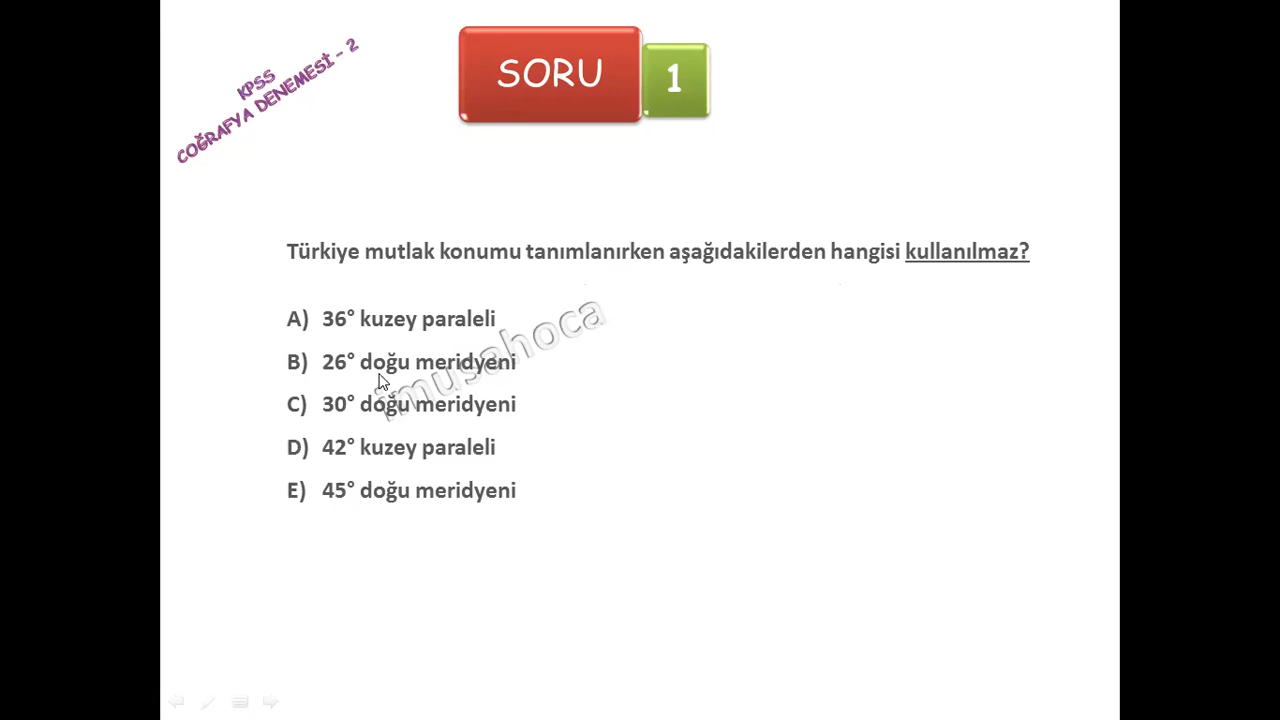 KPSS
COĞRAFYA DENEMESİ - 2
SORU 1
Türkiye mutlak konumu tanımlanırken aşağıdakilerden hangisi kullanılmaz?
A) 36° kuzey paraleli
B) 26° doğu meridyeni
C) 30° doğu meridyeni
D) 42° kuzey paraleli
E) 45° doğu meridyeni
imusahoca